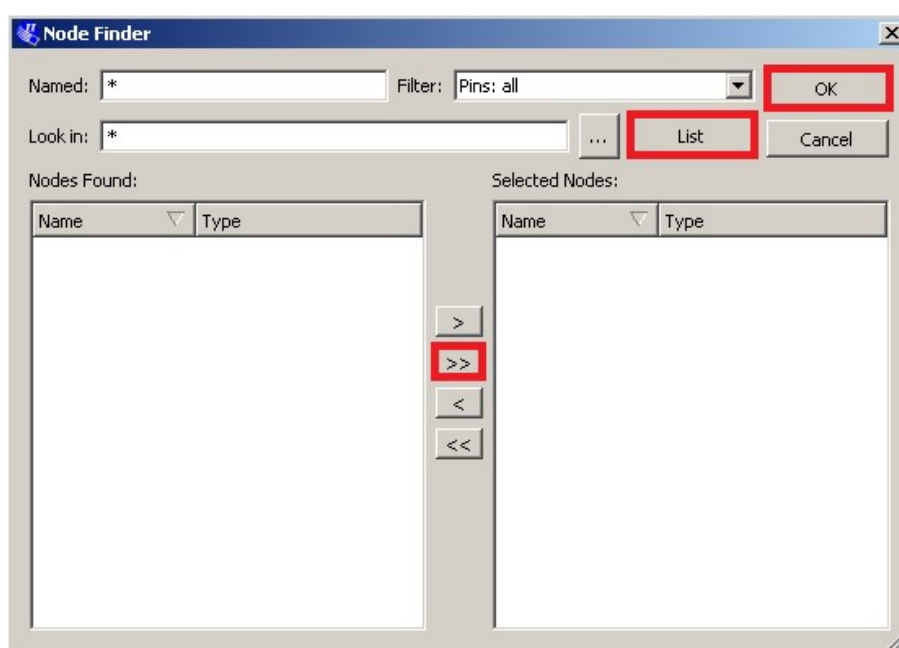 Node Finder
Named: * Filter: Pins: all OK
Look in: * ... List Cancel
Nodes Found: Selected Nodes:
Name Type Name Type
>
>>
<
<<